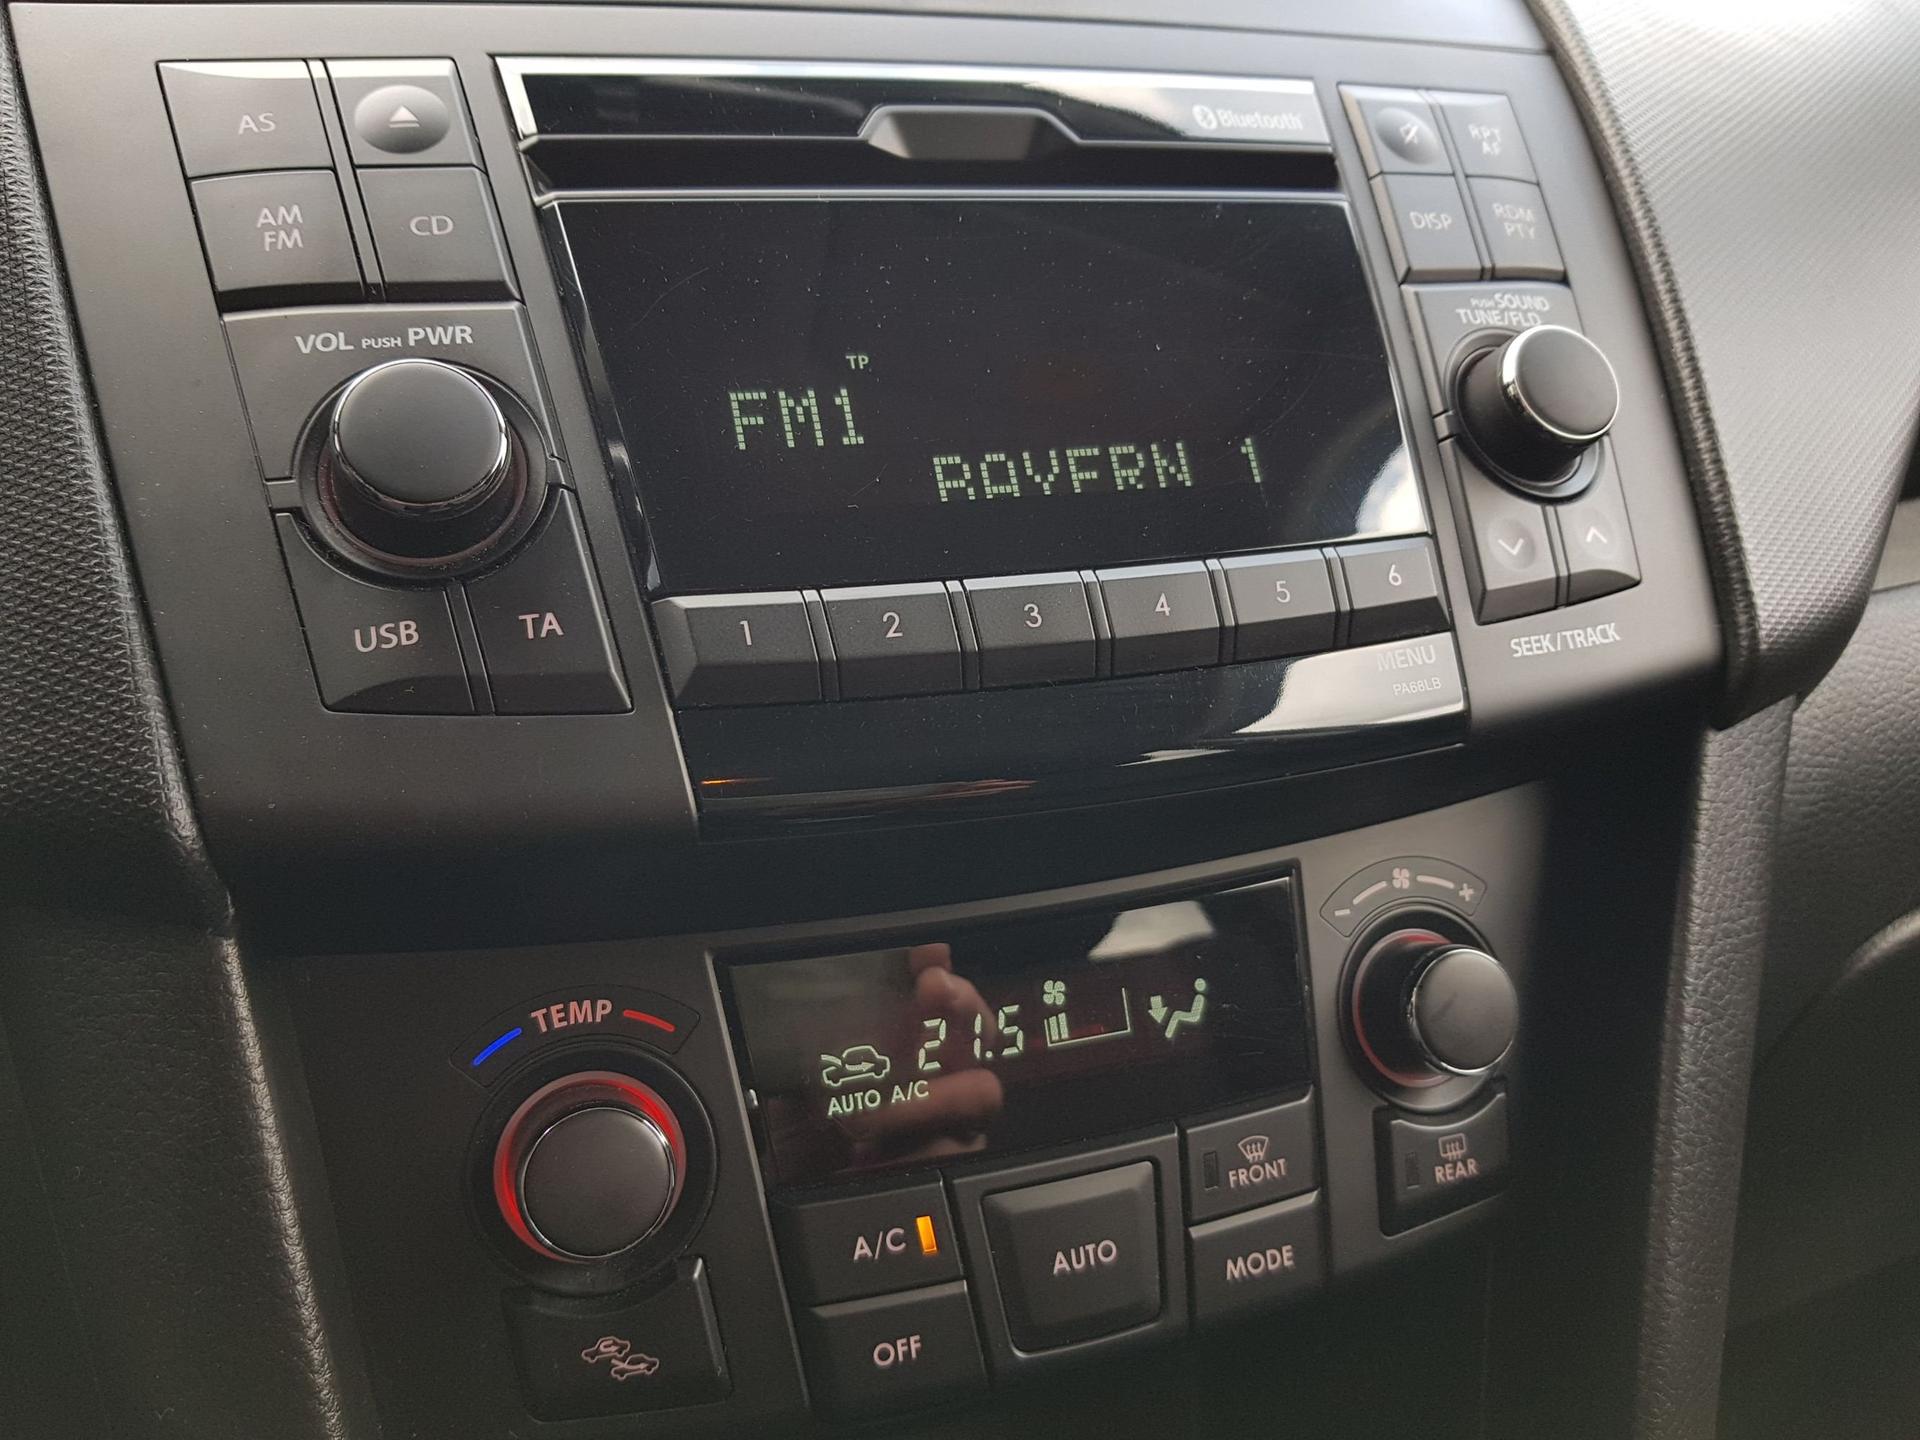 AS
Bluetooth
RPT
AF
AM
FM
CD
DISP
RDM
PTY
VOL PUSH PWR
PUSH SOUND
TUNE/FLD
TP
FM1
1
USB
TA
1
2
3
4
5
6
MENU
PA68LB
SEEK/TRACK
TEMP
21.5
AUTO A/C
FRONT
REAR
A/C
AUTO
MODE
OFF